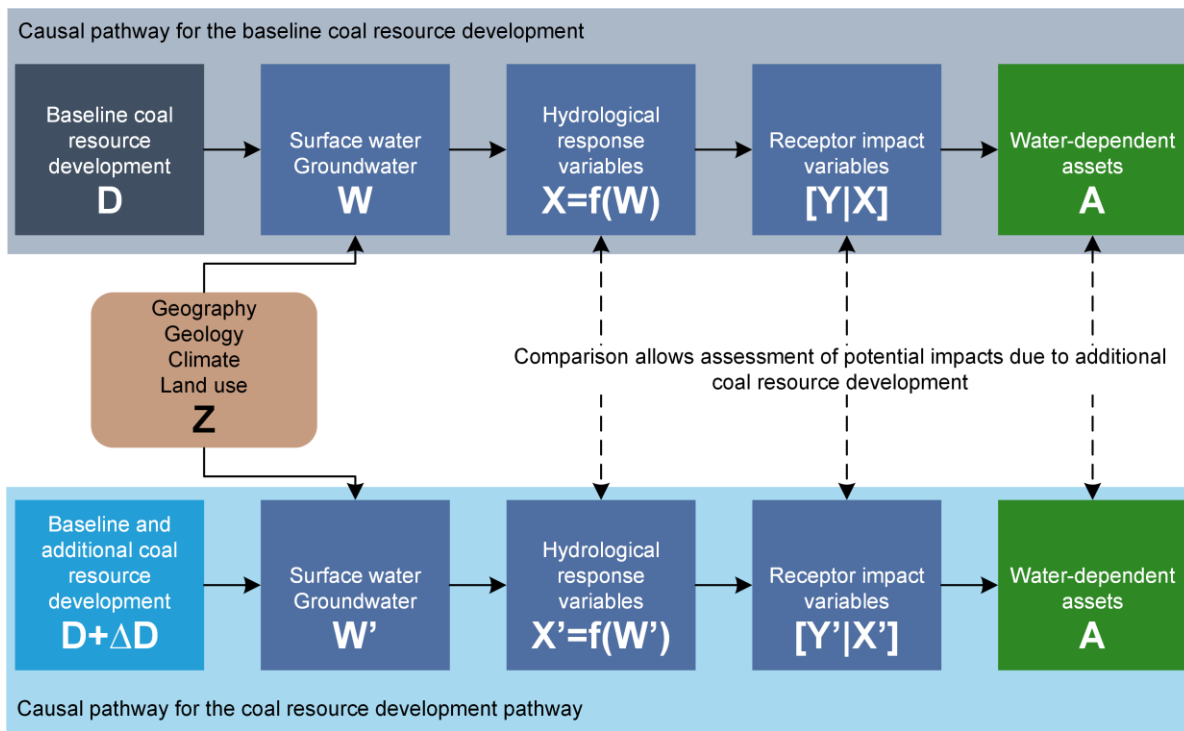 Causal pathway for the baseline coal resource development
Baseline coal
resource
development
D
Surface water
Groundwater
W
Hydrological
response
variables
X=f(W)
Receptor impact
variables
[Y|X]
Water-dependent
assets
A
Geography
Geology
Climate
Land use
Z
Comparison allows assessment of potential impacts due to additional
coal resource development
Baseline and
additional coal
resource
development
D+ΔD
Surface water
Groundwater
W’
Hydrological
response
variables
X’=f(W’)
Receptor impact
variables
[Y’|X’]
Water-dependent
assets
A
Causal pathway for the coal resource development pathway